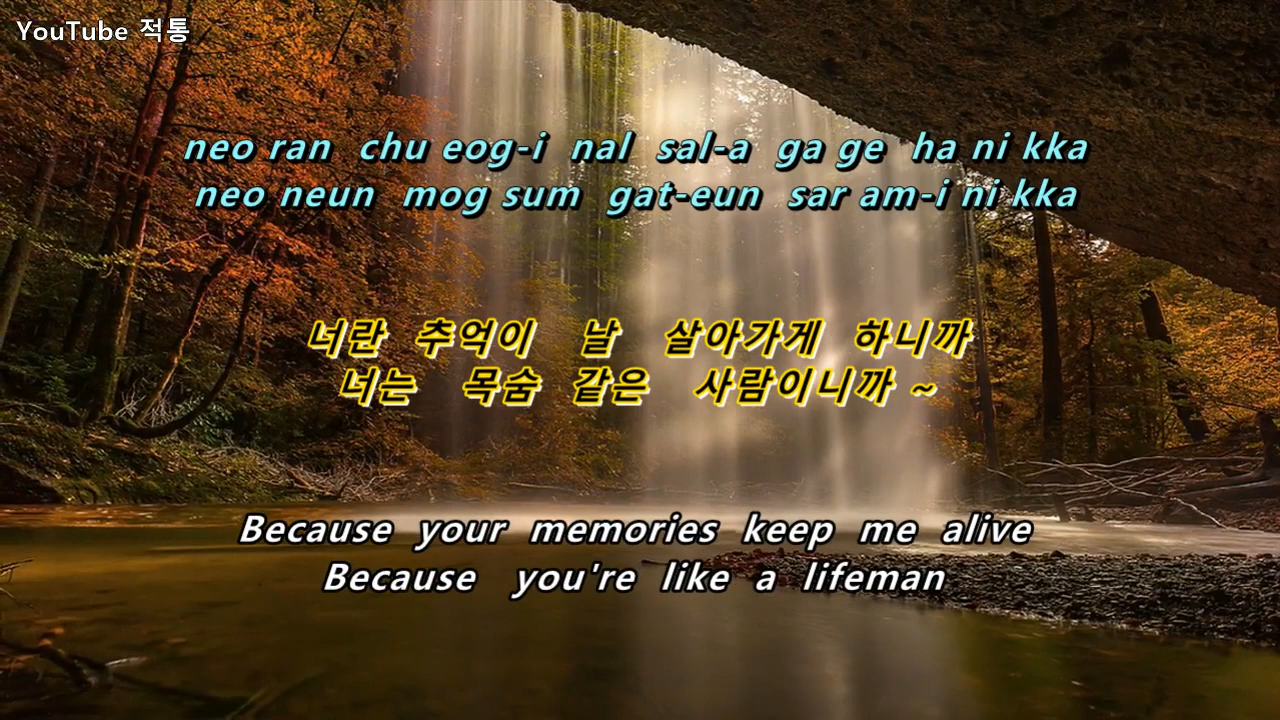 YouTube 적통
neo ran chu eog-i nal sal-a ga ge ha ni kka
neo neun mog sum gat-eun sar am-i ni kka
너란 추억이 날 살아가게 하니까
너는 목숨 같은 사람이니까 ~
Because your memories keep me alive
Because you're like a lifeman